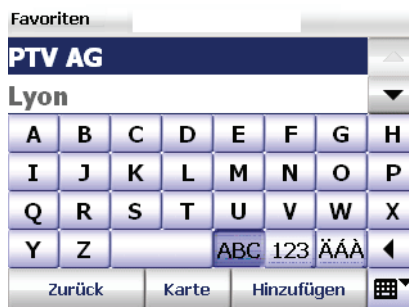 Favoriten
PTV AG
Lyon
A B C D E F G H
I J K L M N O P
Q R S T U V W X
Y Z ABC 123 ÄÁÀ
Zurück Karte Hinzufügen